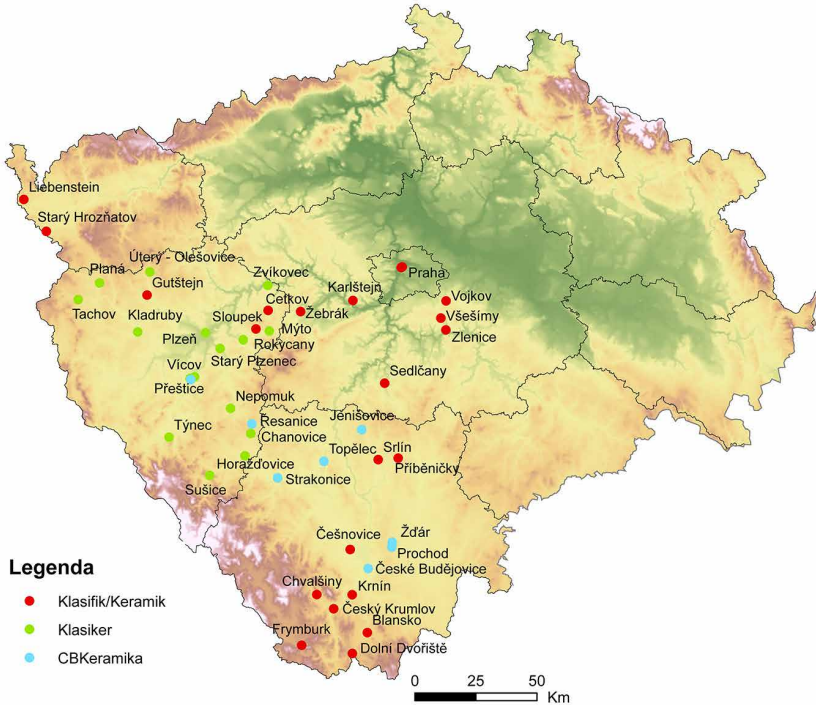 Liebenstein
Starý Hrozňatov
Úterý - Olešovice
Planá
Gutštejn
Zvíkovec
Praha
Tachov
Kladruby
Cetkov
Karlštejn
Vojkov
Sloupek
Žebrák
Všešímy
Plzeň
Mýto
Rokycany
Zlenice
Starý Plzenec
Vícov
Přeštice
Sedlčany
Nepomuk
Jenišovice
Řesanice
Týnec
Chanovice
Topělec
Srlín
Horažďovice
Příběničky
Sušice
Strakonice
Češnovice
Žďár
Prochod
České Budějovice
Chvalšiny
Krnín
Český Krumlov
Blansko
Frymburk
Dolní Dvořiště
Legenda
Klasifik/Keramik
Klasiker
CBKeramika
0 25 50
Km